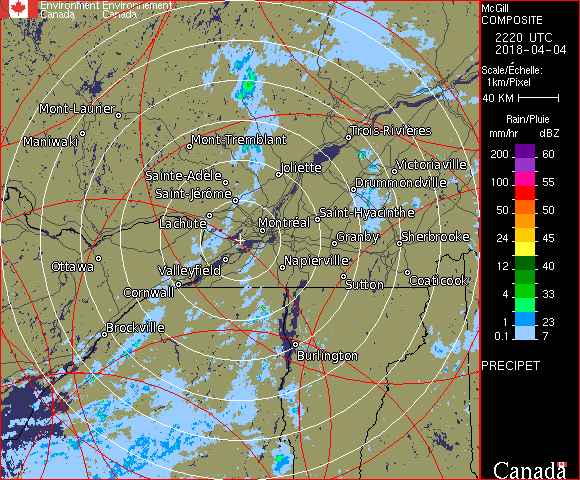 Environment Environnement
Canada Canada
McGill
COMPOSITE
2220 UTC
2018-04-04
Scale/Échelle:
1km/Pixel
40 KM
Rain/Pluie
mm/hr dBZ
200 60
100 55
50 50
24 45
12 40
4 33
1 23
0.1 7
PRECIPET
Canada
Mont-Laurier
Maniwaki
Mont-Tremblant
Trois-Rivières
Sainte-Adèle
Joliette
Victoriaville
Saint-Jérôme
Drummondville
Lachute
Montréal
Saint-Hyacinthe
Ottawa
Granby
Sherbrooke
Valleyfield
Napierville
Cornwall
Sutton
Coaticook
Brockville
Burlington